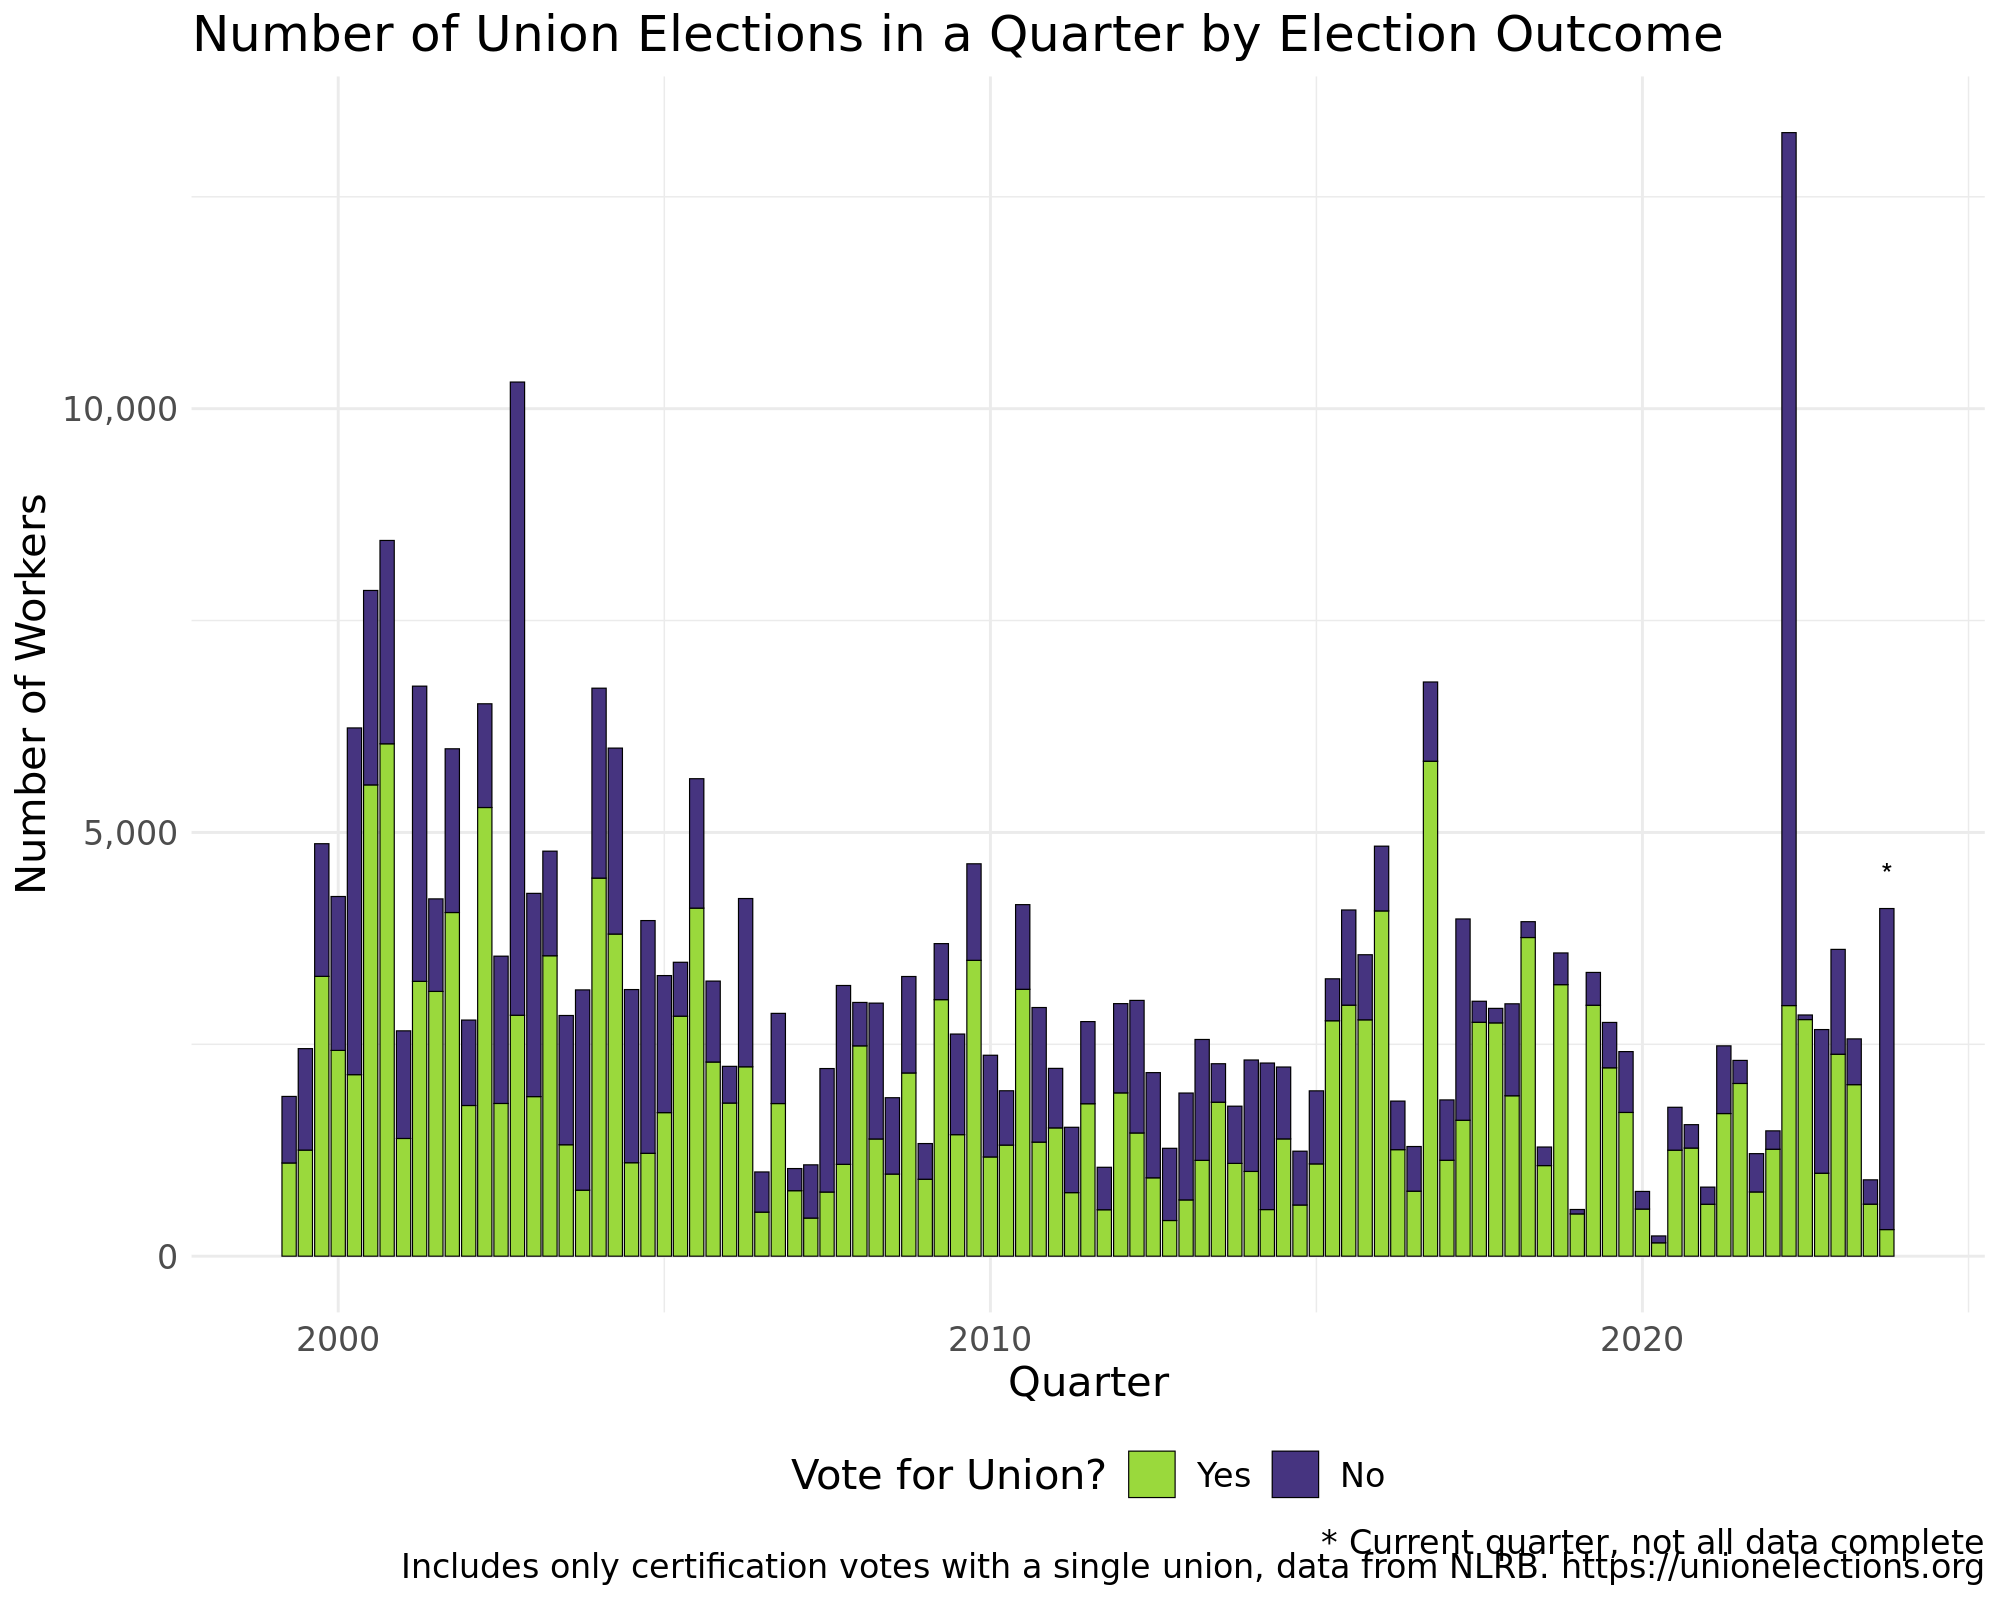 Number of Union Elections in a Quarter by Election Outcome
Number of Workers
10,000
5,000
0
*
2000
2010
2020
Quarter
Vote for Union?
Yes
No
* Current quarter, not all data complete
Includes only certification votes with a single union, data from NLRB. https://unionelections.org